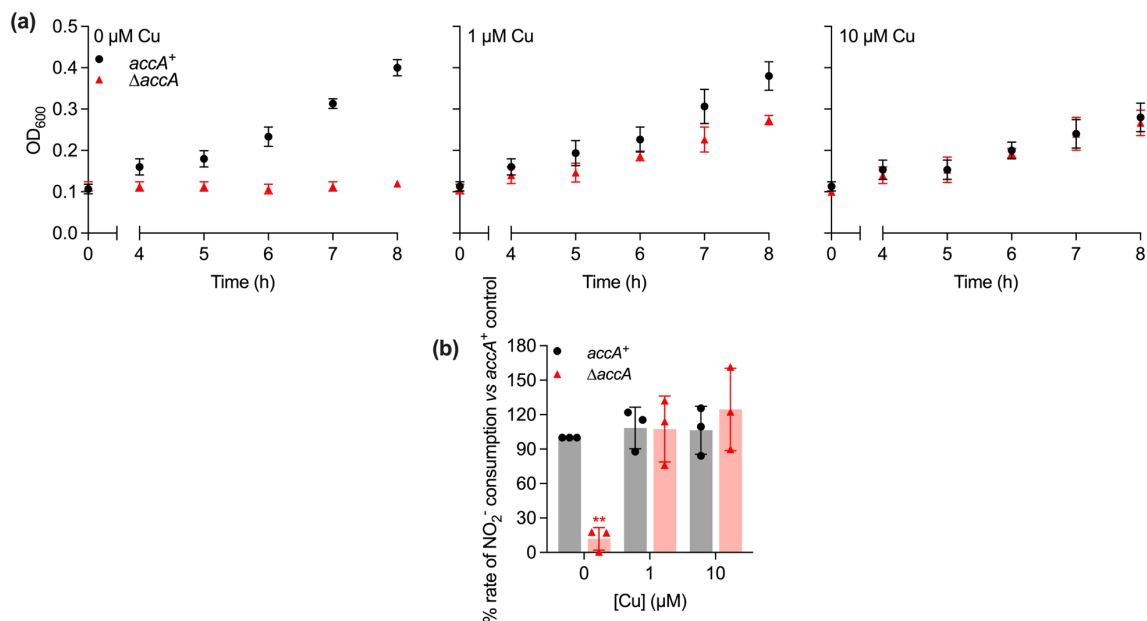 (a)
0.5
0.4
0.3
0.2
0.1
0.0
OD600
0 µM Cu
accA+
ΔaccA
0 4 5 6 7 8
Time (h)
1 µM Cu
0 4 5 6 7 8
Time (h)
10 µM Cu
0 4 5 6 7 8
Time (h)
(b)
% rate of NO2- consumption vs accA+ control
180
150
120
90
60
30
0
accA+
ΔaccA
**
0 1 10
[Cu] (µM)